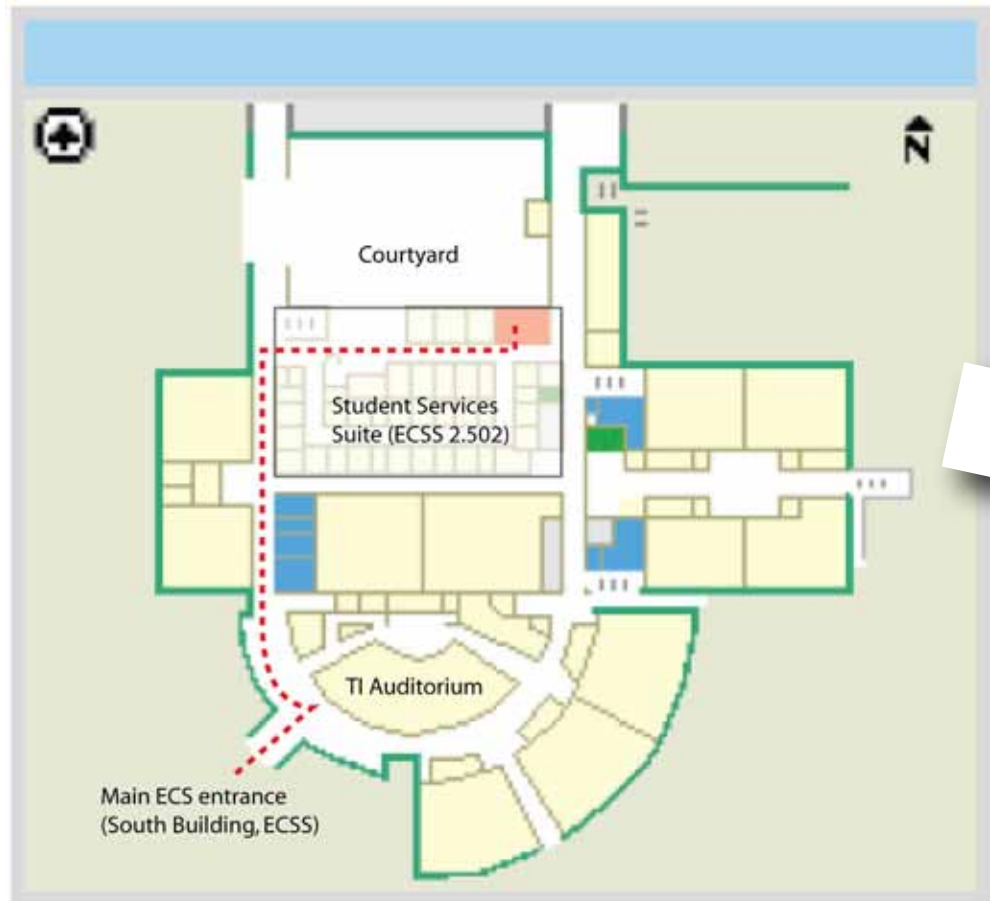 N
Courtyard
Student Services
Suite (ECSS 2.502)
TI Auditorium
Main ECS entrance
(South Building, ECSS)